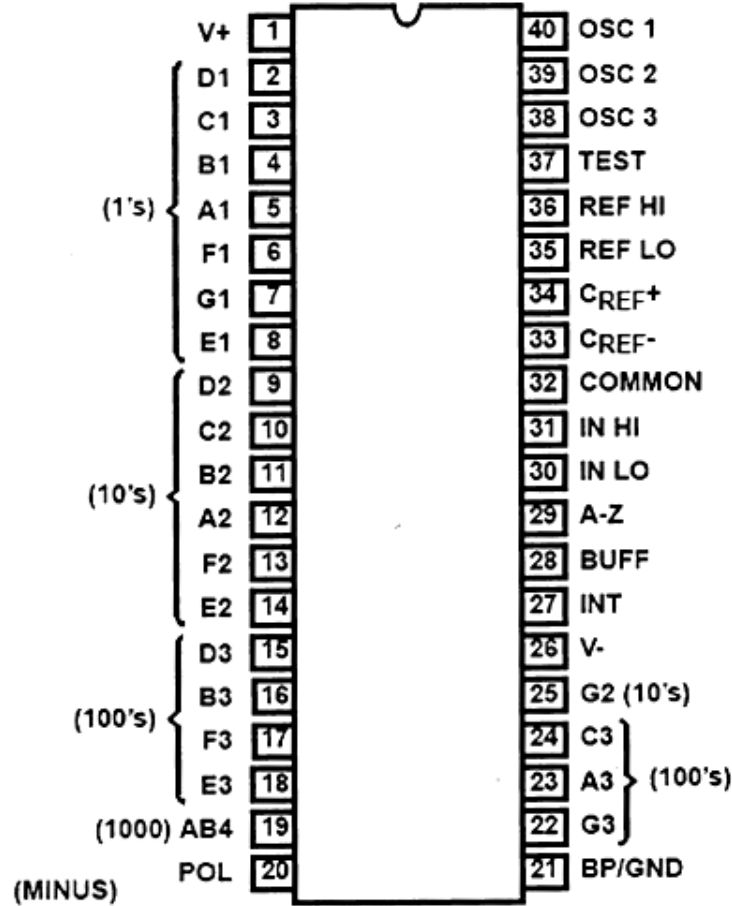 V+ 1 40 OSC 1
D1 2 39 OSC 2
C1 3 38 OSC 3
B1 4 37 TEST
(1's) A1 5 36 REF HI
F1 6 35 REF LO
G1 7 34 CREF+
E1 8 33 CREF-
D2 9 32 COMMON
C2 10 31 IN HI
B2 11 30 IN LO
(10's) A2 12 29 A-Z
F2 13 28 BUFF
E2 14 27 INT
D3 15 26 V-
B3 16 25 G2 (10's)
(100's) F3 17 24 C3
E3 18 23 A3 (100's)
(1000) AB4 19 22 G3
POL 20 21 BP/GND
(MINUS)